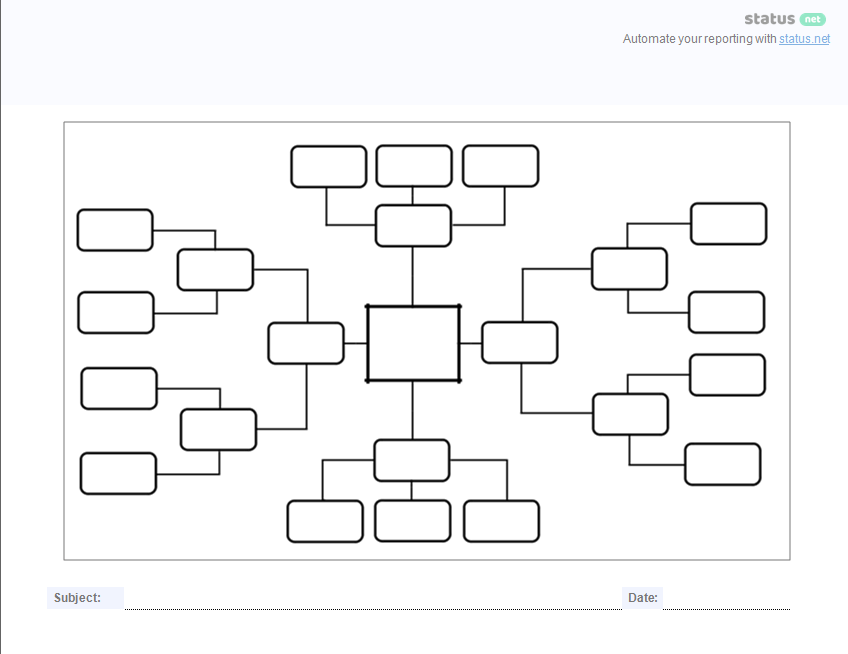 status net
Automate your reporting with status.net
Subject: Date: